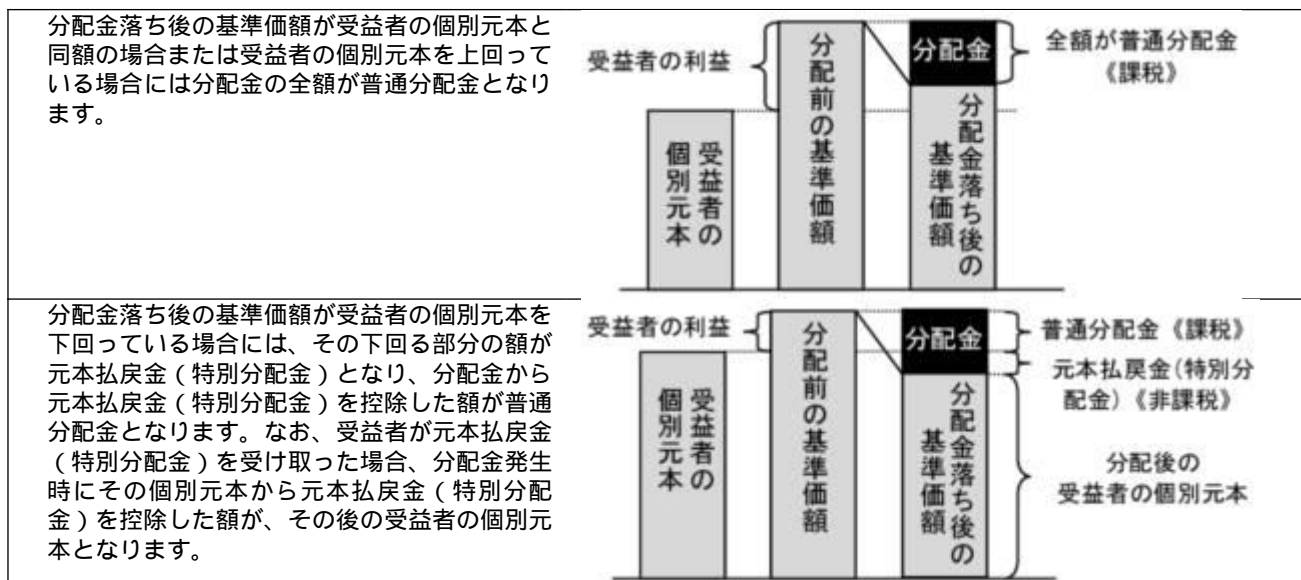 分配金落ち後の基準価額が受益者の個別元本と
同額の場合または受益者の個別元本を上回って
いる場合には分配金の全額が普通分配金となり
ます。
受益者の利益
分配前の基準価額
分配金
全額が普通分配金
《課税》
受益者の
個別元本
分配金落ち後の
基準価額
分配金落ち後の基準価額が受益者の個別元本を
下回っている場合には、その下回る部分の額が
元本払戻金(特別分配金)となり、分配金から
元本払戻金(特別分配金)を控除した額が普通
分配金となります。なお、受益者が元本払戻金
(特別分配金)を受け取った場合、分配金発生
時にその個別元本から元本払戻金(特別分配
金)を控除した額が、その後の受益者の個別元
本となります。
受益者の利益
分配前の基準価額
分配金
普通分配金《課税》
元本払戻金(特別分
配金)《非課税》
受益者の
個別元本
分配金落ち後の
基準価額
分配後の
受益者の個別元本